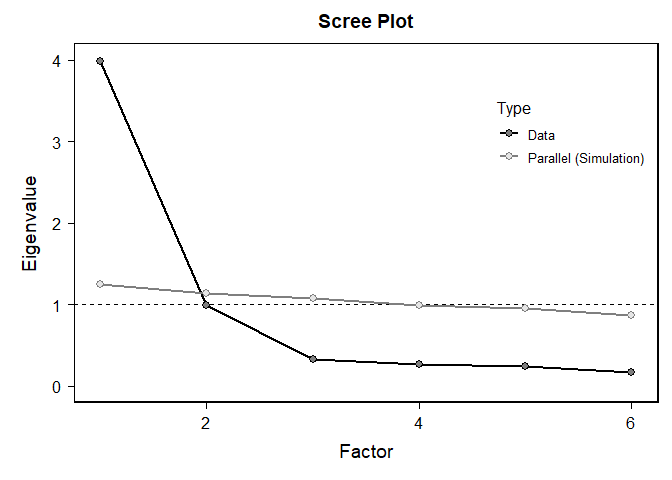 Scree Plot
4
3
2
1
0
Eigenvalue
Type
Data
Parallel (Simulation)
2
4
6
Factor